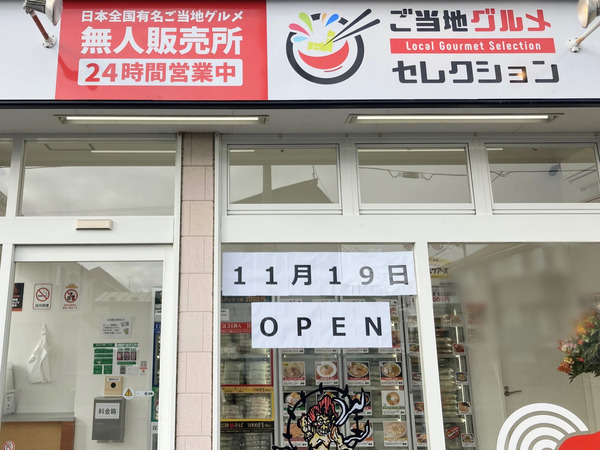 日本全国有名ご当地グルメ
無人販売所
24時間営業中
ご当地グルメ
Local Gourmet Selection
セレクション
11月19日
OPEN
料金箱